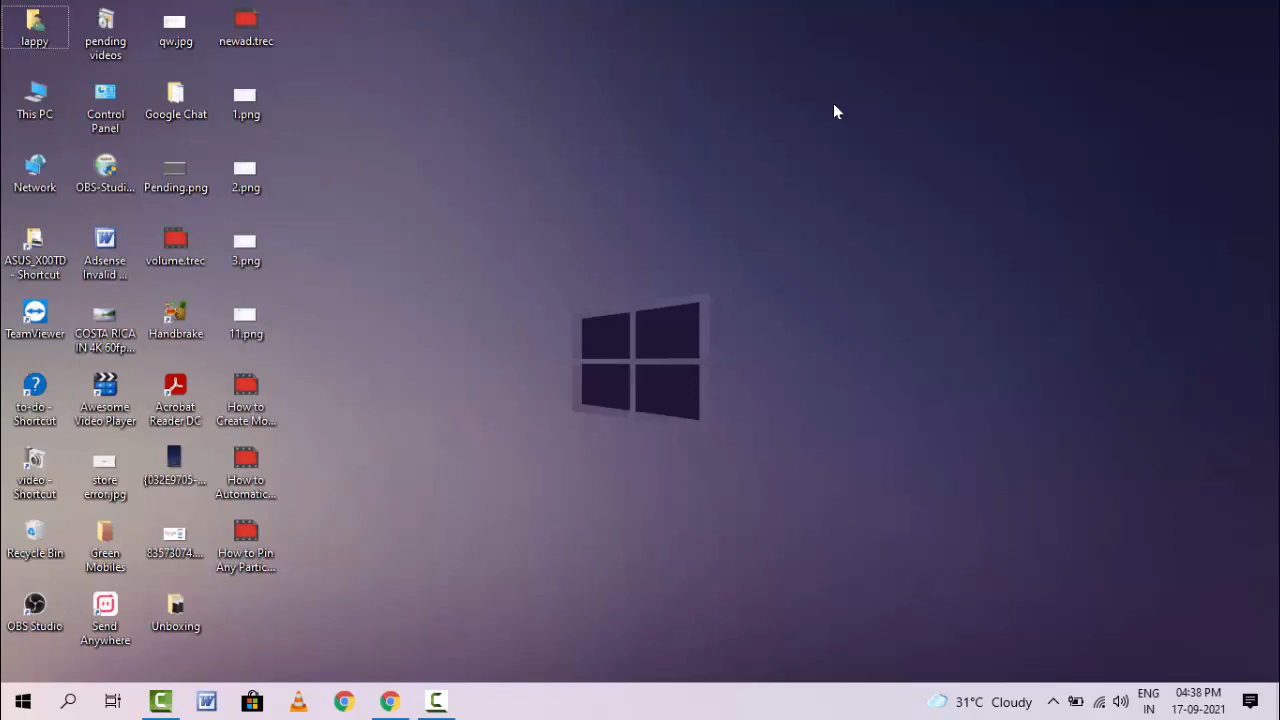 lappy
pending
videos
qw.jpg
newad.trec
This PC
Control
Panel
Google Chat
1.png
Network
OBS-Studi...
Pending.png
2.png
ASUS_X00TD
- Shortcut
Adsense
Invalid ...
volume.trec
3.png
TeamViewer
COSTA RICA
IN 4K 60fp...
Handbrake
11.png
to-do -
Shortcut
Awesome
Video Player
Acrobat
Reader DC
How to
Create Mo...
video -
Shortcut
store
error.jpg
{032E9705-...
How to
Automatic...
Recycle Bin
Green
Mobiles
83573074....
How to Pin
Any Partic...
OBS Studio
Send
Anywhere
Unboxing
31°C Cloudy
ENG
IN
04:38 PM
17-09-2021